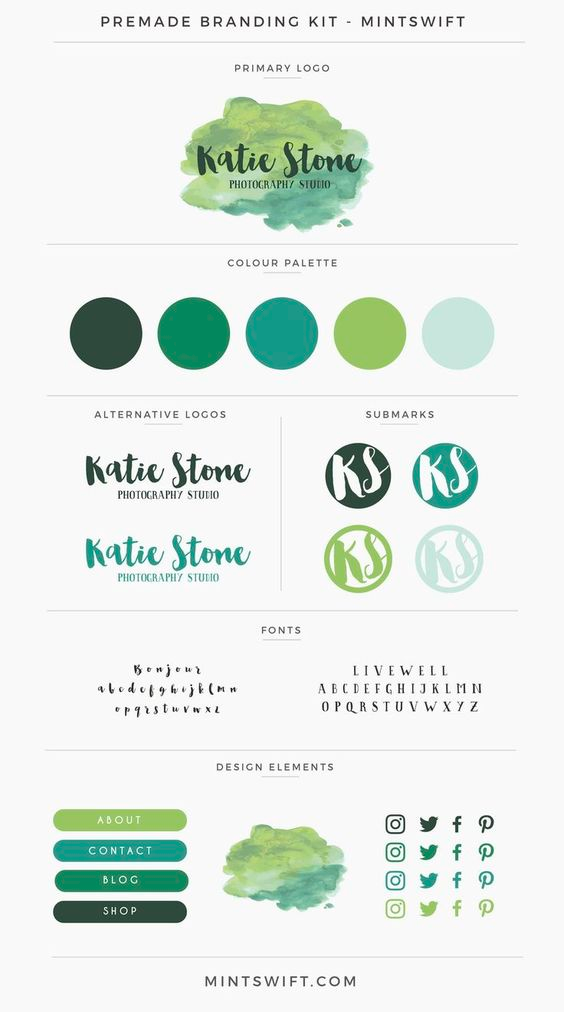 PREMADE BRANDING KIT - MINTSWIFT
PRIMARY LOGO
Katie Stone
PHOTOGRAPHY STUDIO
COLOUR PALETTE
ALTERNATIVE LOGOS
Katie Stone
PHOTOGRAPHY STUDIO
Katie Stone
PHOTOGRAPHY STUDIO
SUBMARKS
KS KS
KS KS
FONTS
Bonjour
abcdefghijklmn
opqrstuvwxz
LIVEWELL
ABCDEFGHIJKLMN
OPQRSTUVWXYZ
DESIGN ELEMENTS
ABOUT
CONTACT
BLOG
SHOP
MINTSWIFT.COM